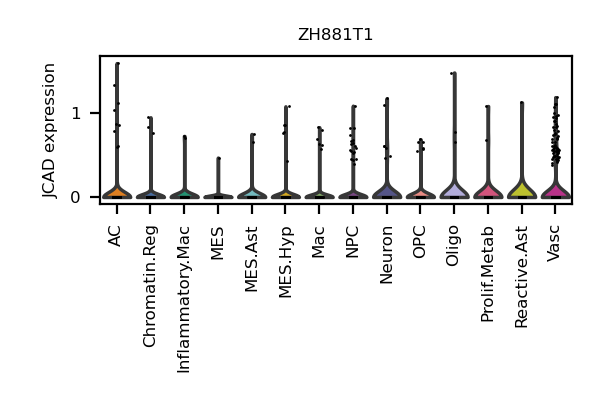 ZH881T1
JCAD expression
1
0
AC
Chromatin.Reg
Inflammatory.Mac
MES
MES.Ast
MES.Hyp
Mac
NPC
Neuron
OPC
Oligo
Prolif.Metab
Reactive.Ast
Vasc